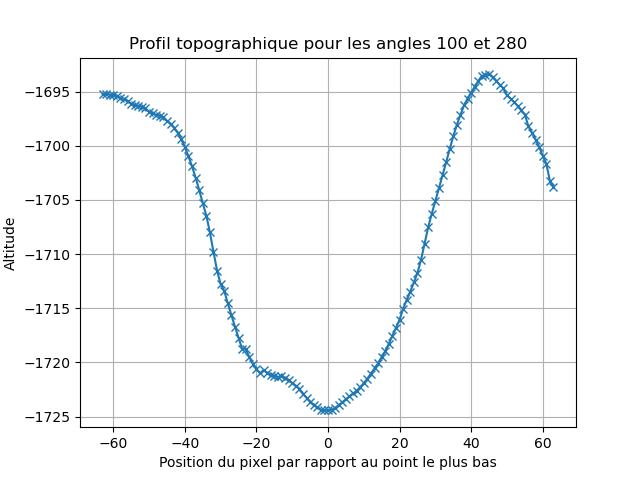 Profil topographique pour les angles 100 et 280
Altitude
−1695
−1700
−1705
−1710
−1715
−1720
−1725
−60 −40 −20 0 20 40 60
Position du pixel par rapport au point le plus bas